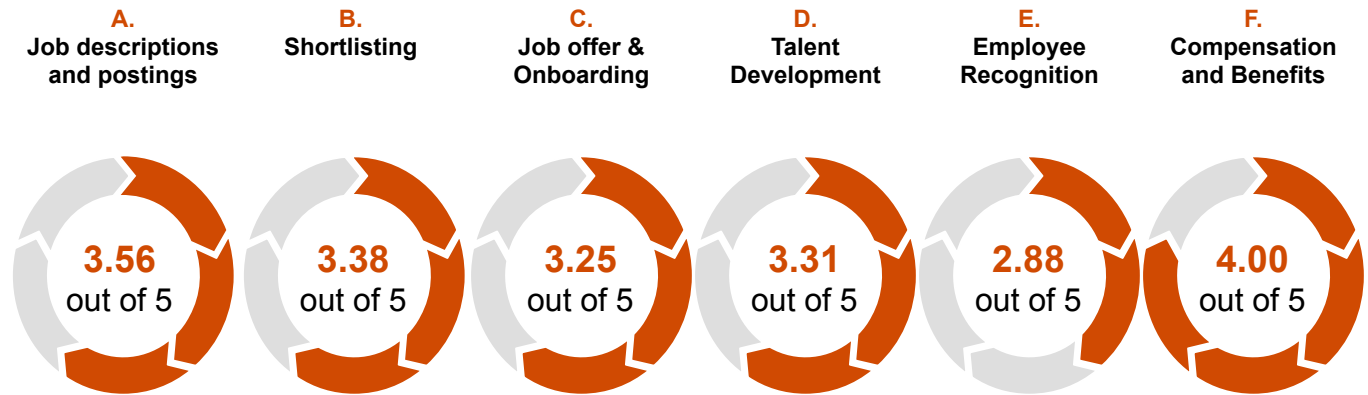 A.
Job descriptions
and postings
B.
Shortlisting
C.
Job offer &
Onboarding
D.
Talent
Development
E.
Employee
Recognition
F.
Compensation
and Benefits
3.56
out of 5
3.38
out of 5
3.25
out of 5
3.31
out of 5
2.88
out of 5
4.00
out of 5